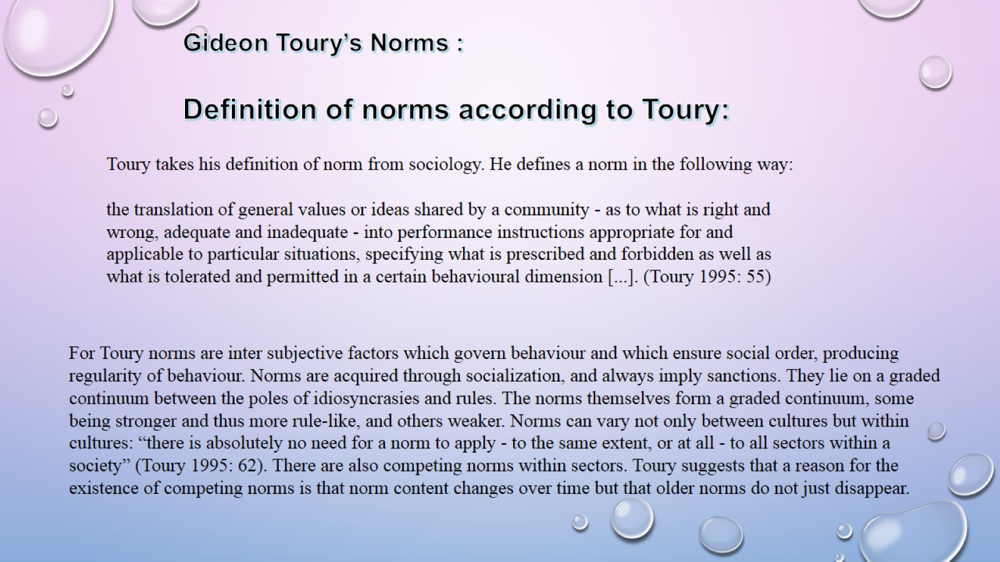 Gideon Toury’s Norms :
Definition of norms according to Toury:
Toury takes his definition of norm from sociology. He defines a norm in the following way:
the translation of general values or ideas shared by a community - as to what is right and
wrong, adequate and inadequate - into performance instructions appropriate for and
applicable to particular situations, specifying what is prescribed and forbidden as well as
what is tolerated and permitted in a certain behavioural dimension [...]. (Toury 1995: 55)
For Toury norms are inter subjective factors which govern behaviour and which ensure social order, producing
regularity of behaviour. Norms are acquired through socialization, and always imply sanctions. They lie on a graded
continuum between the poles of idiosyncrasies and rules. The norms themselves form a graded continuum, some
being stronger and thus more rule-like, and others weaker. Norms can vary not only between cultures but within
cultures: “there is absolutely no need for a norm to apply - to the same extent, or at all - to all sectors within a
society” (Toury 1995: 62). There are also competing norms within sectors. Toury suggests that a reason for the
existence of competing norms is that norm content changes over time but that older norms do not just disappear.